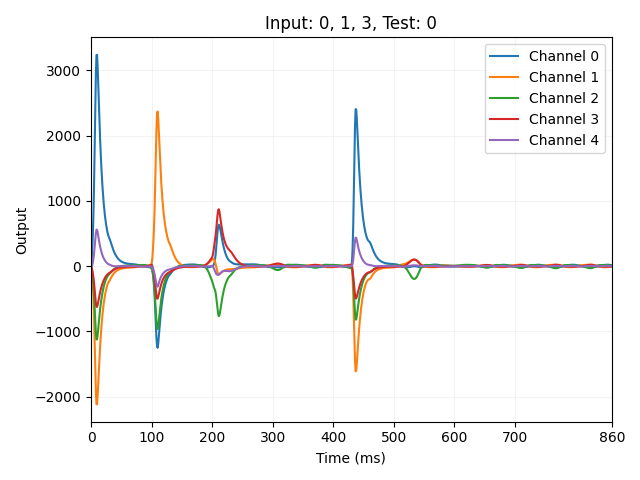 Input: 0, 1, 3, Test: 0
Channel 0
Channel 1
Channel 2
Channel 3
Channel 4
3000
2000
1000
0
−1000
−2000
Output
0 100 200 300 400 500 600 700 860
Time (ms)